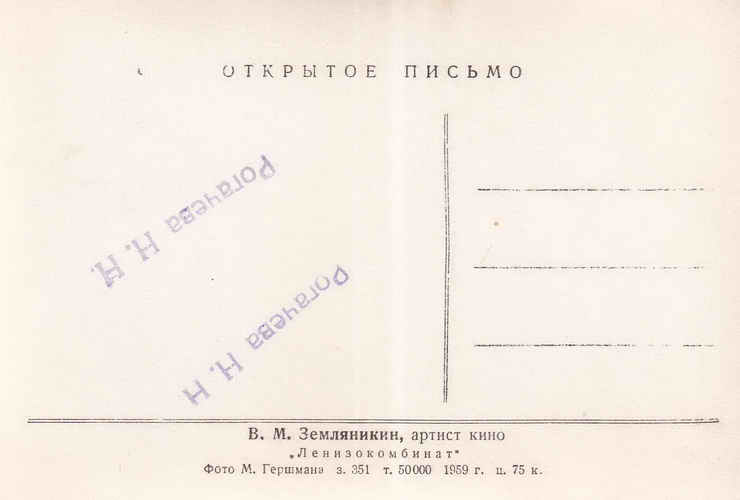 ОТКРЫТОЕ ПИСЬМО
Рогачева Н. Н.
Рогачева Н. Н
В. М. Земляникин, артист кино
„Ленизокомбинат"
Фото М. Гершмана з. 351 т. 50000 1959 г. ц. 75 к.